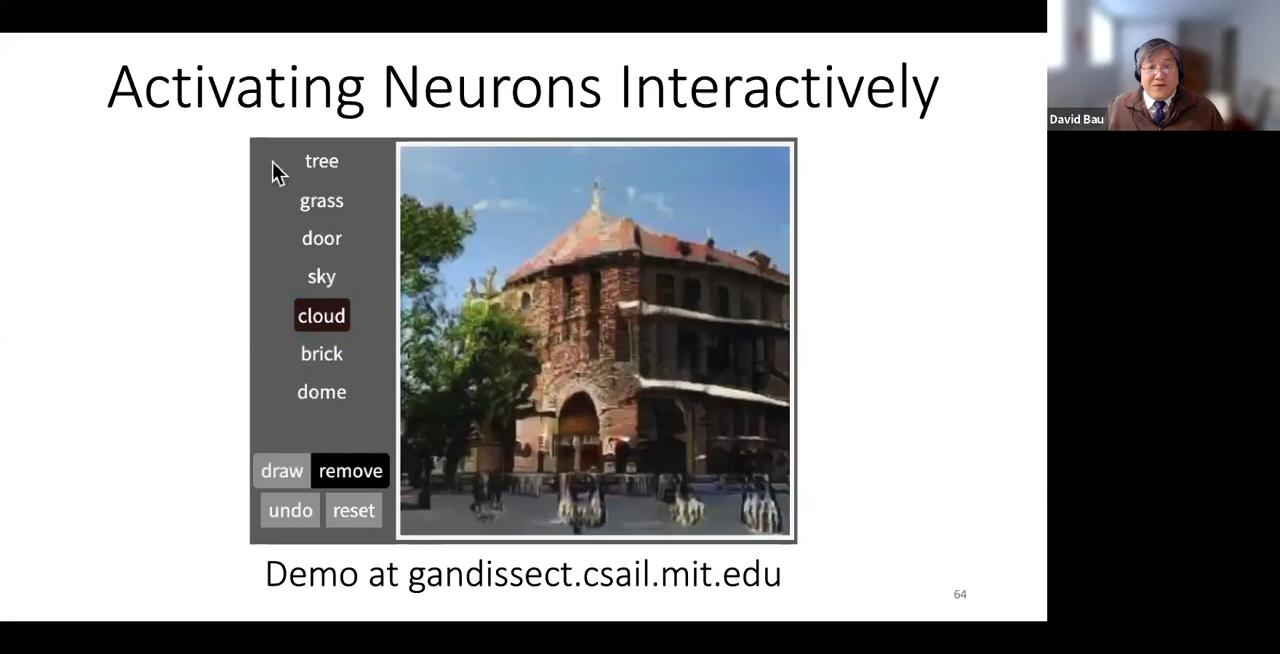 Activating Neurons Interactively
tree
grass
door
sky
cloud
brick
dome
draw remove
undo reset
Demo at gandissect.csail.mit.edu
64
David Bau